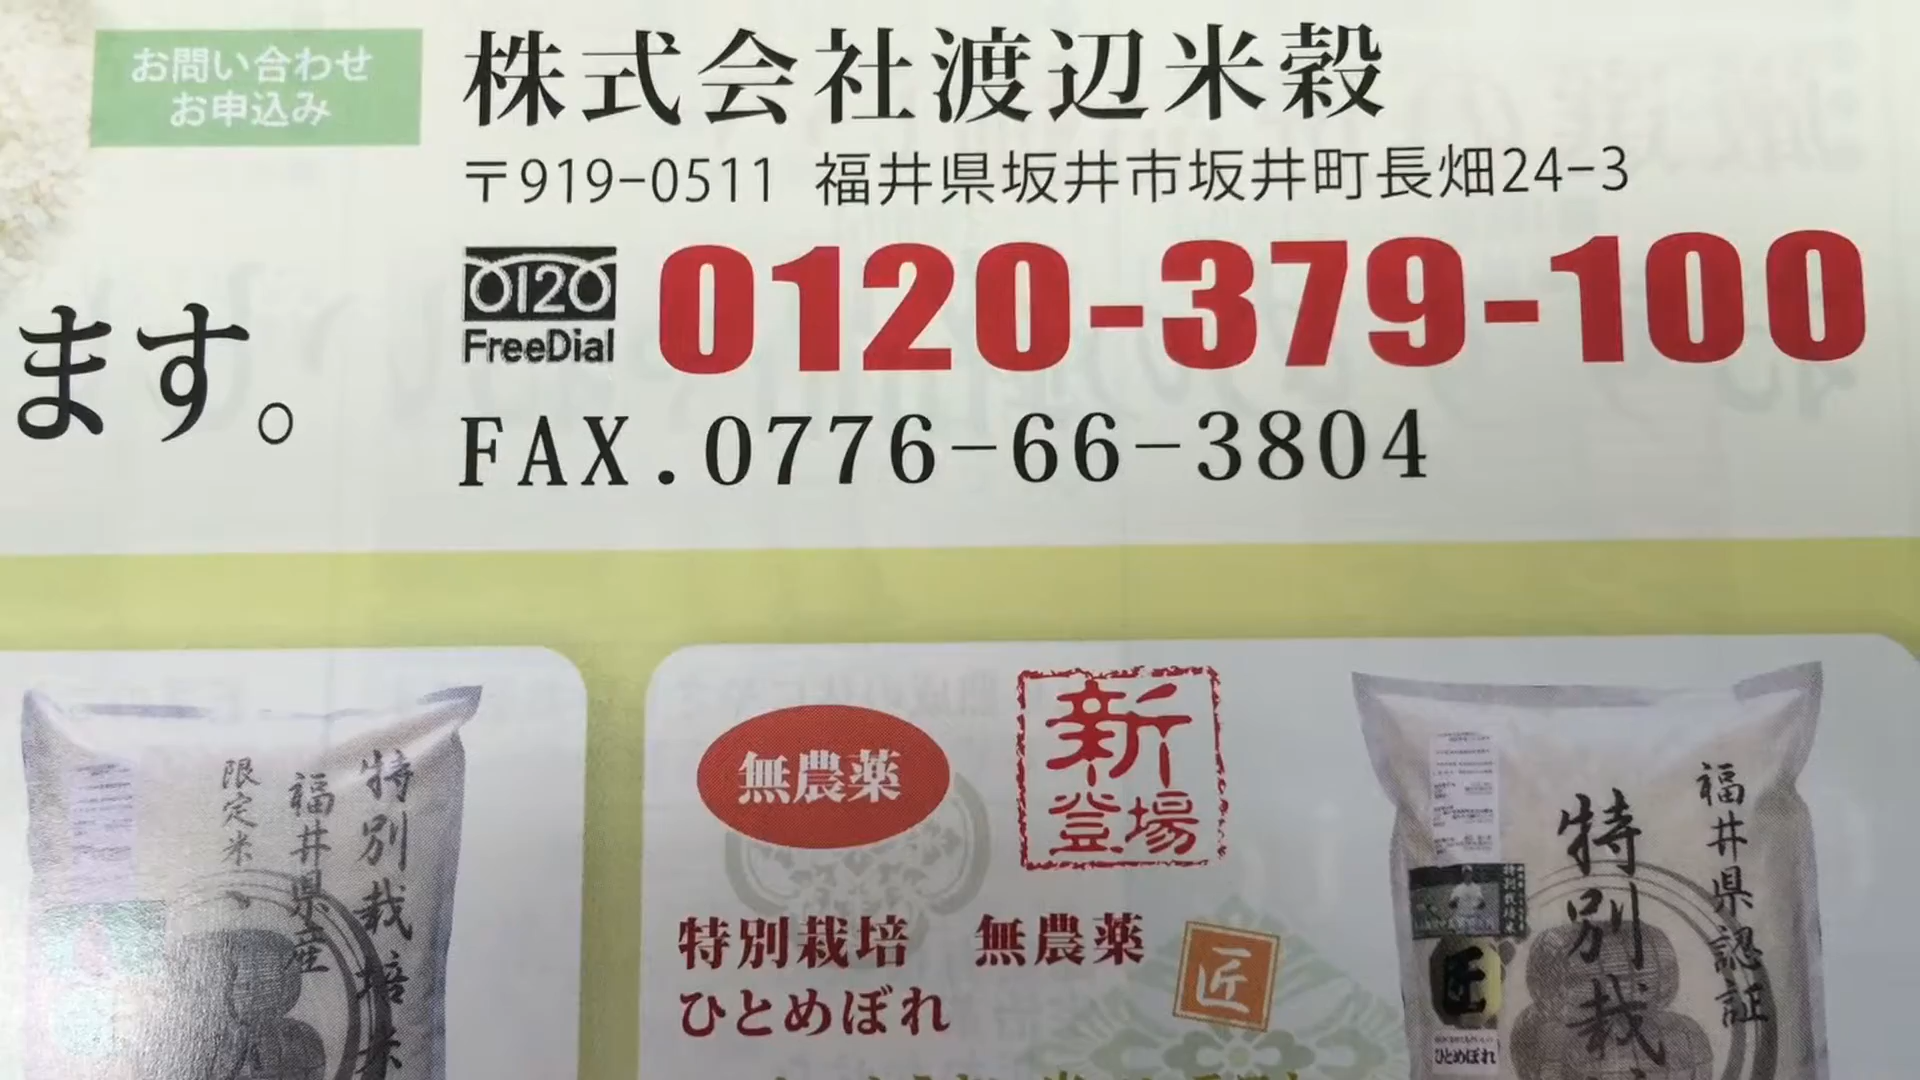 お問い合わせ
お申込み
株式会社渡辺米穀
〒919-0511 福井県坂井市坂井町長畑24-3
0120
FreeDial
0120-379-100
ます。
FAX.0776-66-3804
特別栽培米
福井県産
限定米
無農薬
新登場
特別栽培 無農薬
ひとめぼれ
匠
福井県認証
特別栽
匠
ひとめぼれ